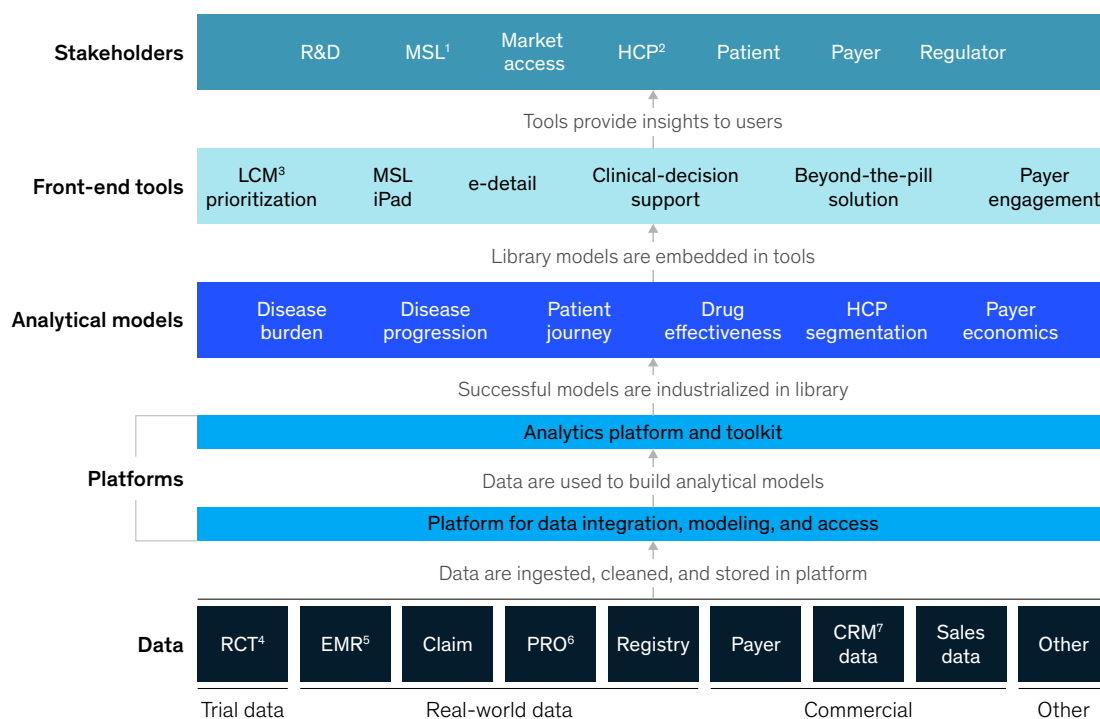 Stakeholders
R&D
MSL¹
Market
access
HCP²
Patient
Payer
Regulator
Tools provide insights to users
Front-end tools
LCM³
prioritization
MSL
iPad
e-detail
Clinical-decision
support
Beyond-the-pill
solution
Payer
engagement
Library models are embedded in tools
Analytical models
Disease
burden
Disease
progression
Patient
journey
Drug
effectiveness
HCP
segmentation
Payer
economics
Successful models are industrialized in library
Platforms
Analytics platform and toolkit
Data are used to build analytical models
Platform for data integration, modeling, and access
Data are ingested, cleaned, and stored in platform
Data
RCT⁴
EMR⁵
Claim
PRO⁶
Registry
Payer
CRM⁷
data
Sales
data
Other
Trial data
Real-world data
Commercial
Other